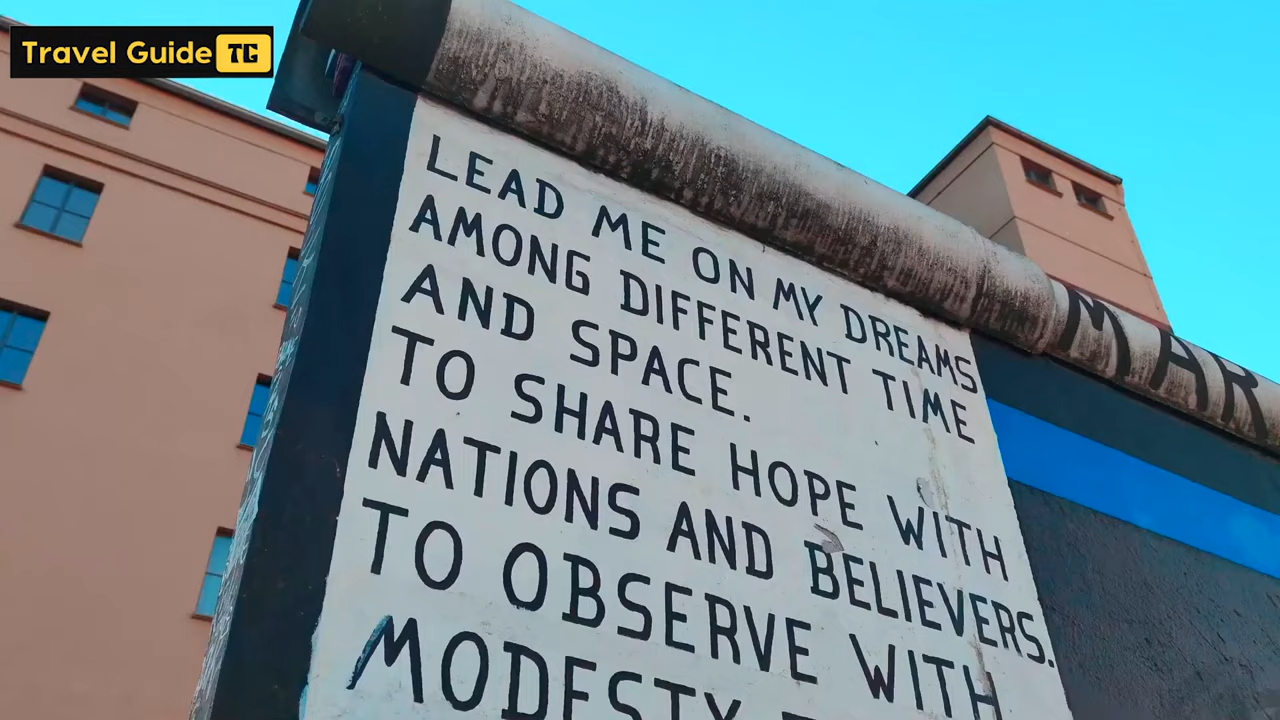 Travel Guide TG
LEAD ME ON MY DREAMS
AMONG DIFFERENT TIME
AND SPACE.
TO SHARE HOPE WITH
NATIONS AND BELIEVERS.
TO OBSERVE WITH
MODESTY
MAR